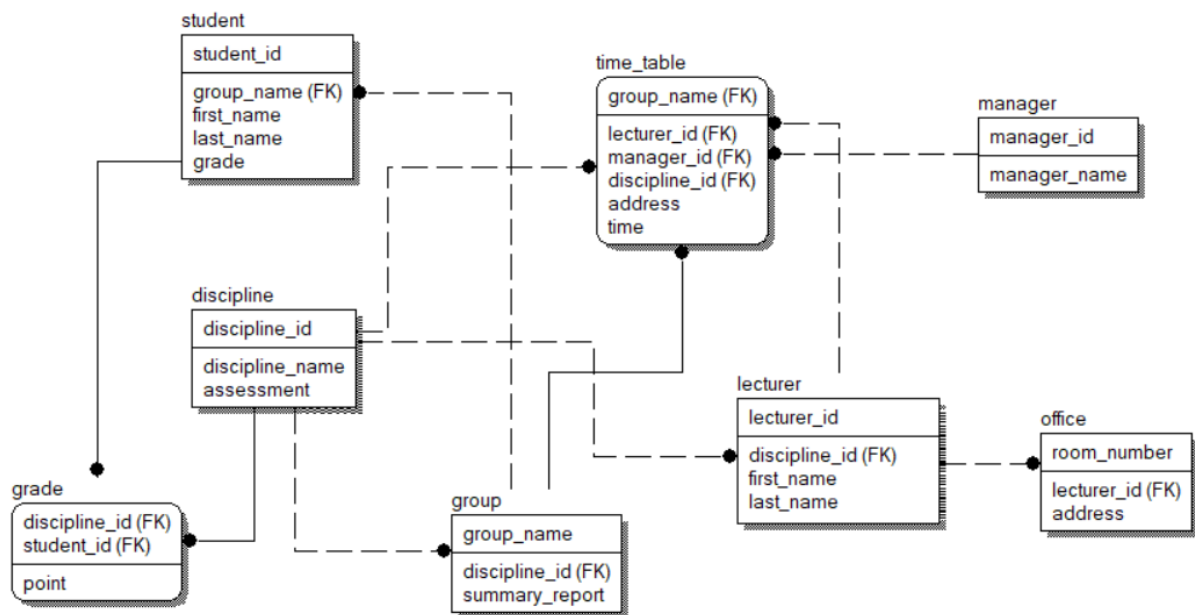 student
student_id
group_name (FK)
first_name
last_name
grade
time_table
group_name (FK)
lecturer_id (FK)
manager_id (FK)
discipline_id (FK)
address
time
manager
manager_id
manager_name
discipline
discipline_id
discipline_name
assessment
lecturer
lecturer_id
discipline_id (FK)
first_name
last_name
office
room_number
lecturer_id (FK)
address
grade
discipline_id (FK)
student_id (FK)
point
group
group_name
discipline_id (FK)
summary_report